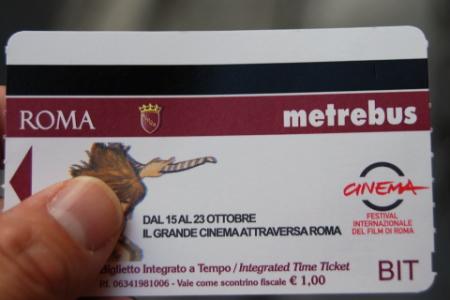 ROMA
metrebus
CINEMA
FESTIVAL
INTERNAZIONALE
DEL FILM DI ROMA
DAL 15 AL 23 OTTOBRE
IL GRANDE CINEMA ATTRAVERSA ROMA
Biglietto Integrato a Tempo / Integrated Time Ticket
Rf. 06341981006 - Vale come scontrino fiscale € 1,00
BIT